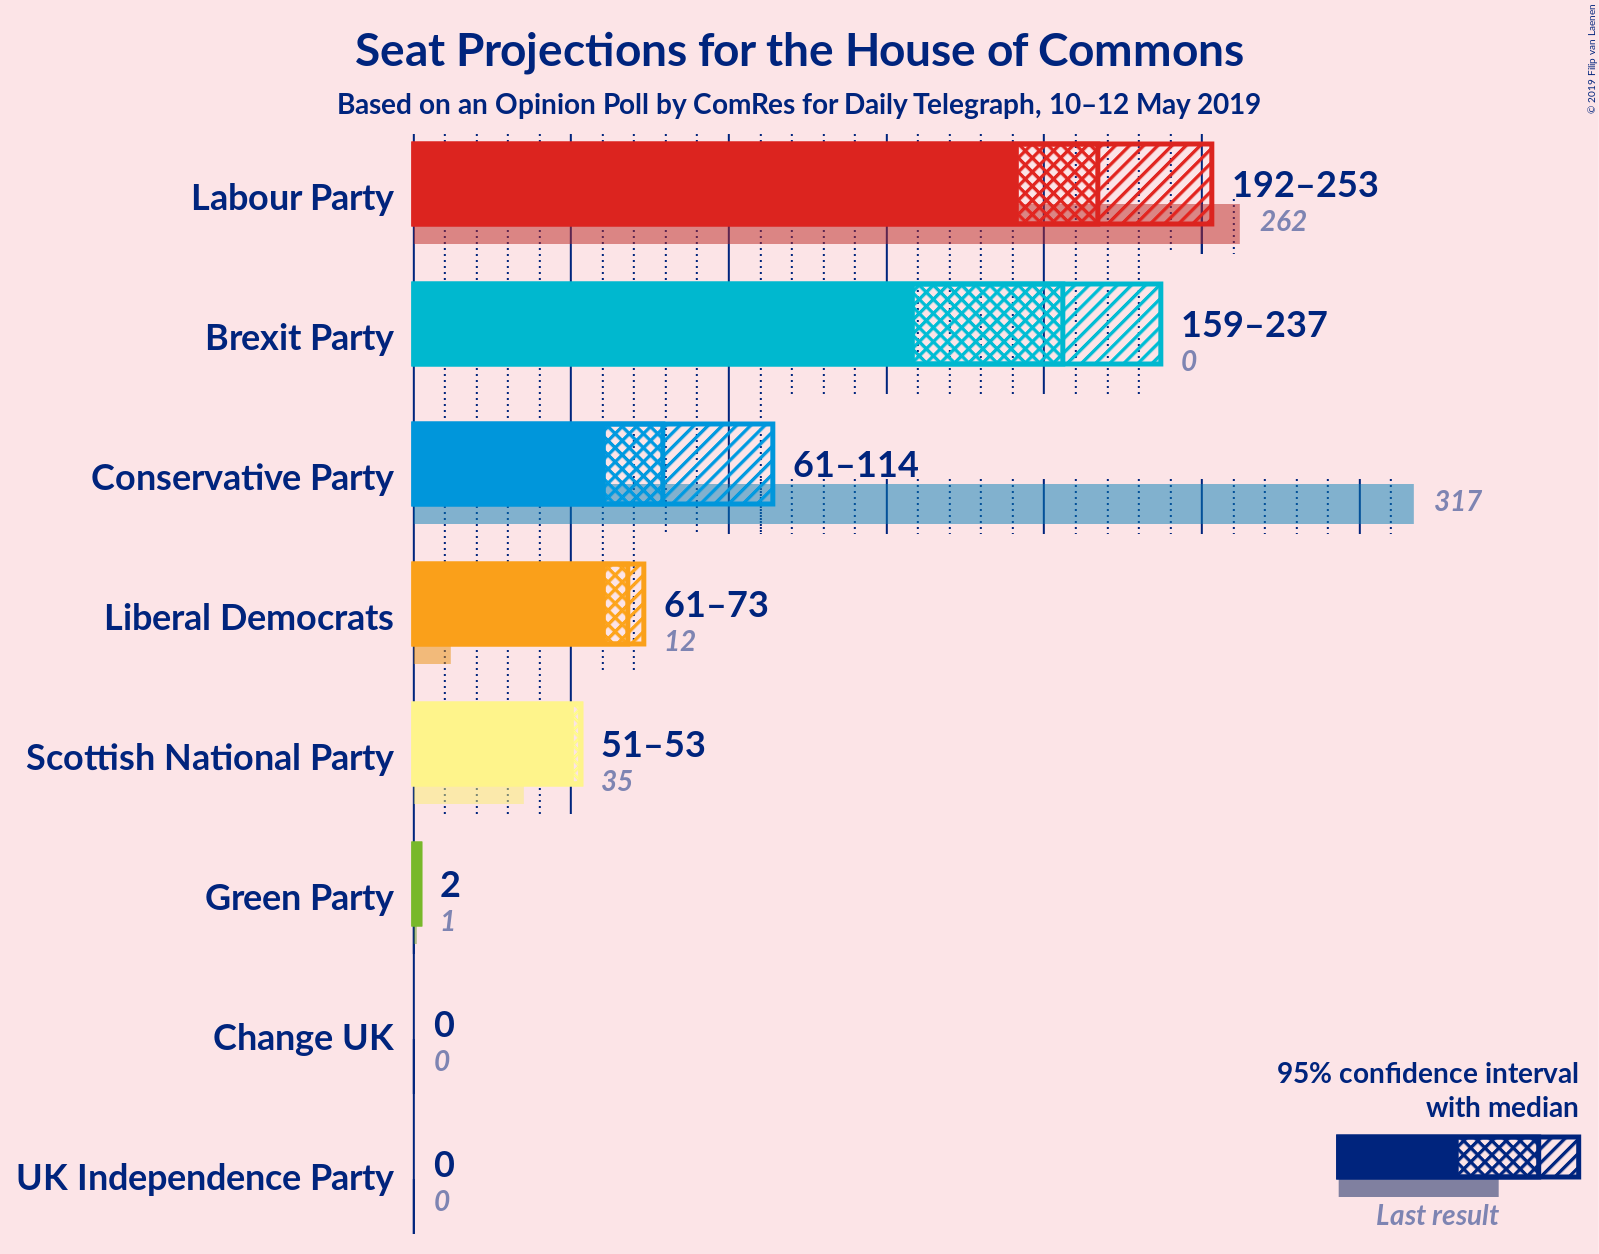 Seat Projections for the House of Commons
Based on an Opinion Poll by ComRes for Daily Telegraph, 10–12 May 2019
© 2019 Filip van Laenen
Labour Party
192–253
262
Brexit Party
159–237
0
Conservative Party
61–114
317
Liberal Democrats
61–73
12
Scottish National Party
51–53
35
Green Party
2
1
Change UK
0
0
UK Independence Party
0
0
95% confidence interval
with median
Last result